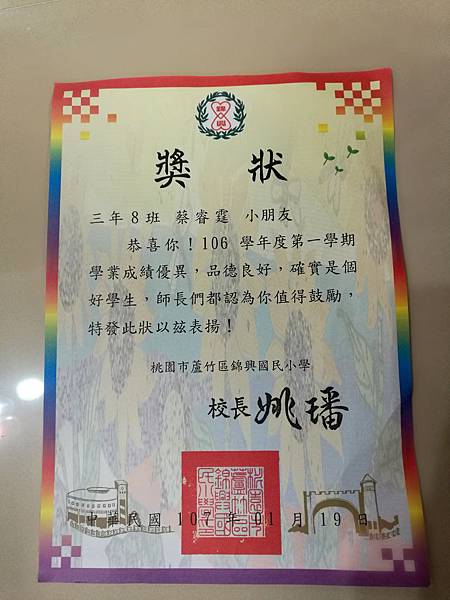 錦興
獎狀
三年8班 蔡睿霆 小朋友
恭喜你！106 學年度第一學期
學業成績優異，品德良好，確實是個
好學生，師長們都認為你值得鼓勵，
特發此狀以茲表揚！
桃園市蘆竹區錦興國民小學
校長 姚璠
中華民國 107 年 01 月 19 日